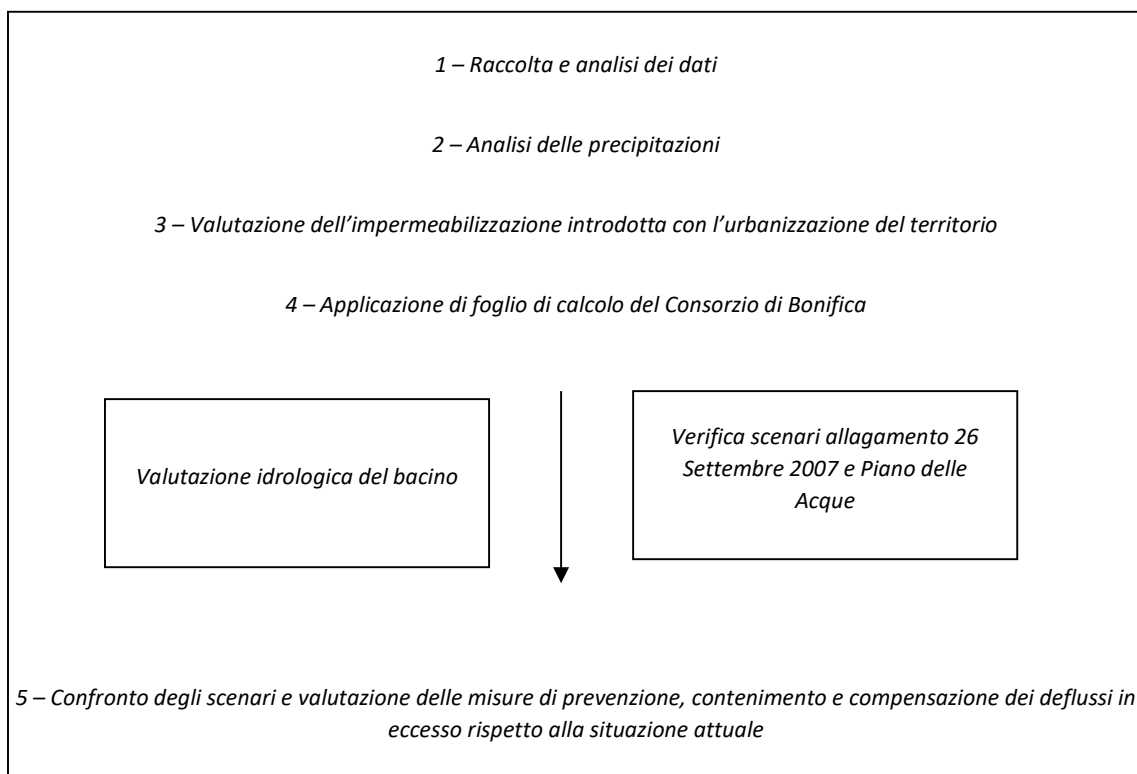 1 – Raccolta e analisi dei dati
2 – Analisi delle precipitazioni
3 – Valutazione dell’impermeabilizzazione introdotta con l’urbanizzazione del territorio
4 – Applicazione di foglio di calcolo del Consorzio di Bonifica
Valutazione idrologica del bacino
Verifica scenari allagamento 26
Settembre 2007 e Piano delle
Acque
5 – Confronto degli scenari e valutazione delle misure di prevenzione, contenimento e compensazione dei deflussi in
eccesso rispetto alla situazione attuale